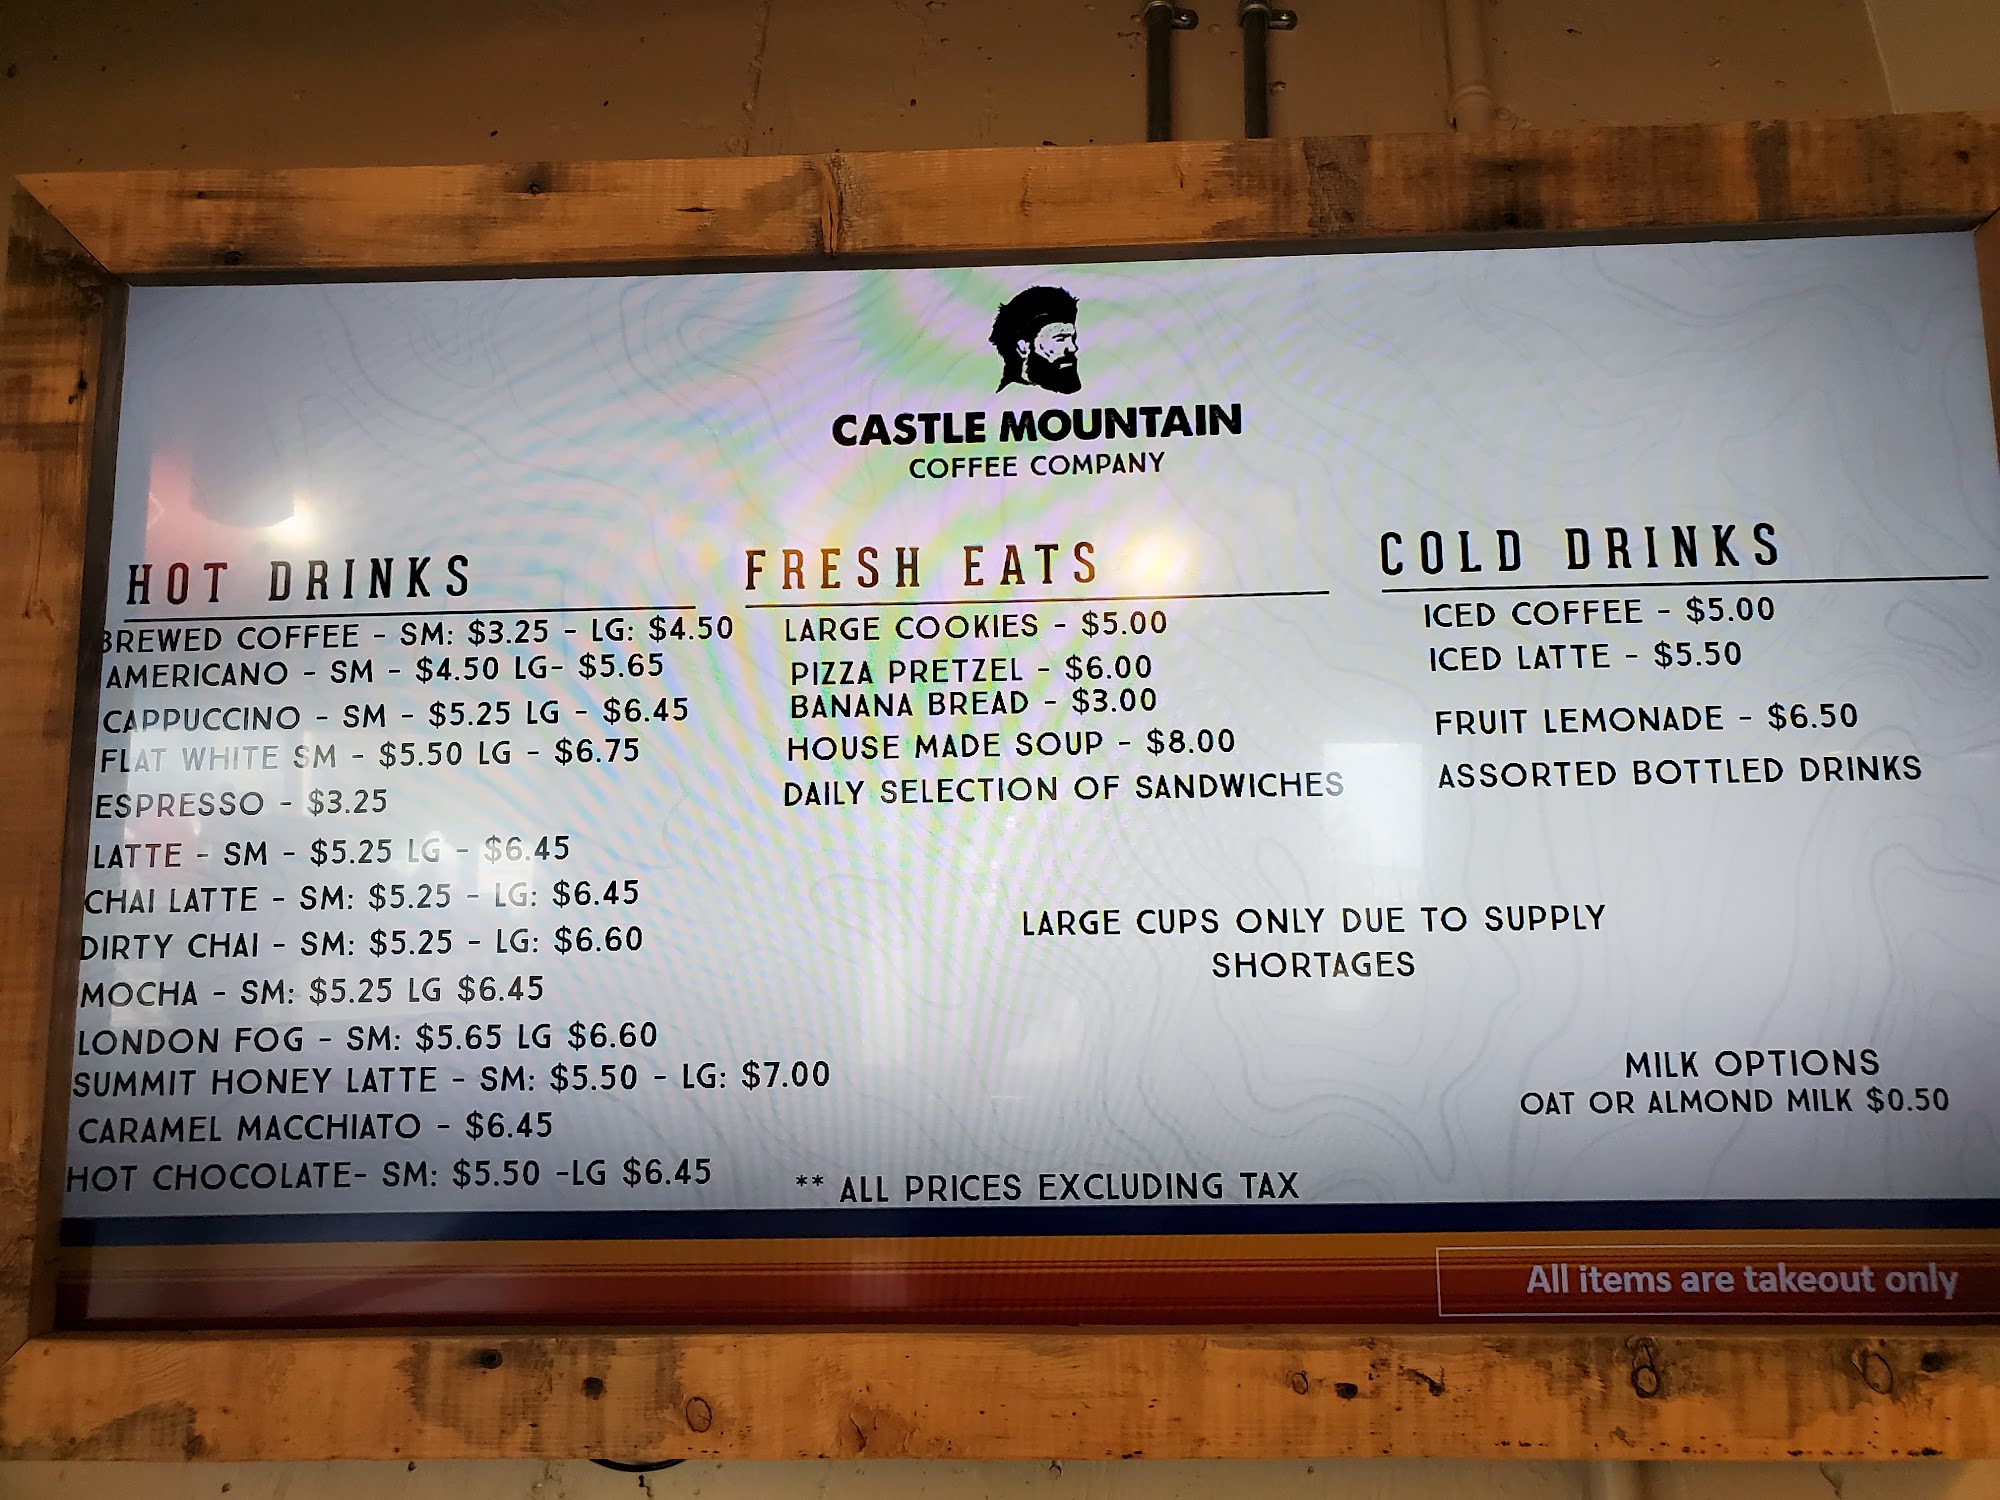 CASTLE MOUNTAIN
COFFEE COMPANY
HOT DRINKS
BREWED COFFEE - SM: $3.25 - LG: $4.50
AMERICANO - SM - $4.50 LG- $5.65
CAPPUCCINO - SM - $5.25 LG - $6.45
FLAT WHITE SM - $5.50 LG - $6.75
ESPRESSO - $3.25
LATTE - SM - $5.25 LG - $6.45
CHAI LATTE - SM: $5.25 - LG: $6.45
DIRTY CHAI - SM: $5.25 - LG: $6.60
MOCHA - SM: $5.25 LG $6.45
LONDON FOG - SM: $5.65 LG $6.60
SUMMIT HONEY LATTE - SM: $5.50 - LG: $7.00
CARAMEL MACCHIATO - $6.45
HOT CHOCOLATE- SM: $5.50 -LG $6.45
FRESH EATS
LARGE COOKIES - $5.00
PIZZA PRETZEL - $6.00
BANANA BREAD - $3.00
HOUSE MADE SOUP - $8.00
DAILY SELECTION OF SANDWICHES
COLD DRINKS
ICED COFFEE - $5.00
ICED LATTE - $5.50
FRUIT LEMONADE - $6.50
ASSORTED BOTTLED DRINKS
LARGE CUPS ONLY DUE TO SUPPLY
SHORTAGES
MILK OPTIONS
OAT OR ALMOND MILK $0.50
** ALL PRICES EXCLUDING TAX
All items are takeout only